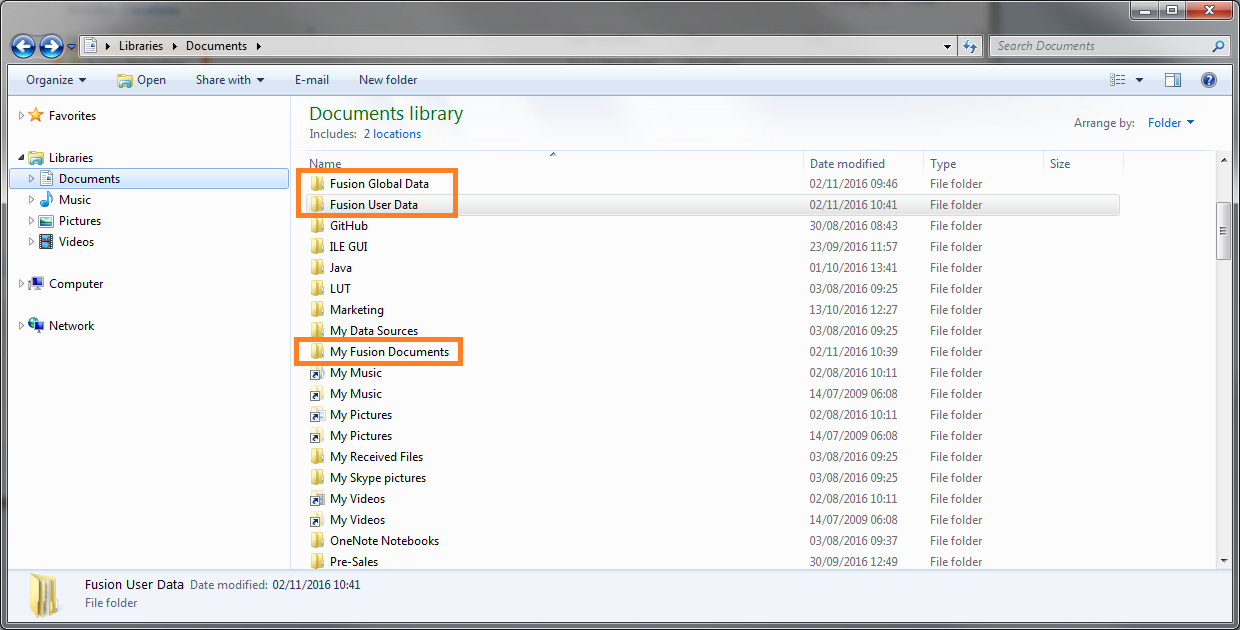 Libraries Documents
Search Documents
Organize Open Share with E-mail New folder
Favorites
Libraries
Documents
Music
Pictures
Videos
Computer
Network
Documents library
Includes: 2 locations
Arrange by: Folder
Name Date modified Type Size
Fusion Global Data 02/11/2016 09:46 File folder
Fusion User Data 02/11/2016 10:41 File folder
GitHub 30/08/2016 08:43 File folder
ILE GUI 23/09/2016 11:57 File folder
Java 01/10/2016 13:41 File folder
LUT 03/08/2016 09:25 File folder
Marketing 13/10/2016 12:27 File folder
My Data Sources 03/08/2016 09:25 File folder
My Fusion Documents 02/11/2016 10:39 File folder
My Music 02/08/2016 10:11 File folder
My Music 14/07/2009 06:08 File folder
My Pictures 02/08/2016 10:11 File folder
My Pictures 14/07/2009 06:08 File folder
My Received Files 03/08/2016 09:25 File folder
My Skype pictures 03/08/2016 09:25 File folder
My Videos 02/08/2016 10:11 File folder
My Videos 14/07/2009 06:08 File folder
OneNote Notebooks 03/08/2016 09:37 File folder
Pre-Sales 30/09/2016 12:49 File folder
Fusion User Data Date modified: 02/11/2016 10:41
File folder